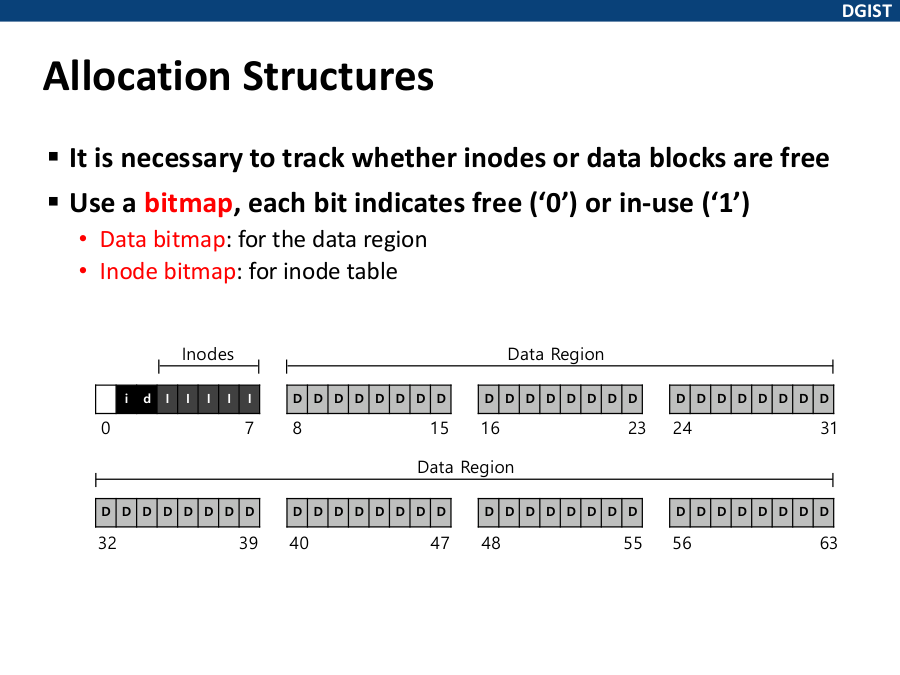 DGIST
Allocation Structures
▪ It is necessary to track whether inodes or data blocks are free
▪ Use a bitmap, each bit indicates free (‘0’) or in-use (‘1’)
• Data bitmap: for the data region
• Inode bitmap: for inode table
Inodes Data Region
i d I I I I I D D D D D D D D D D D D D D D D D D D D D D D D
0 7 8 15 16 23 24 31
Data Region
D D D D D D D D D D D D D D D D D D D D D D D D D D D D D D D D
32 39 40 47 48 55 56 63